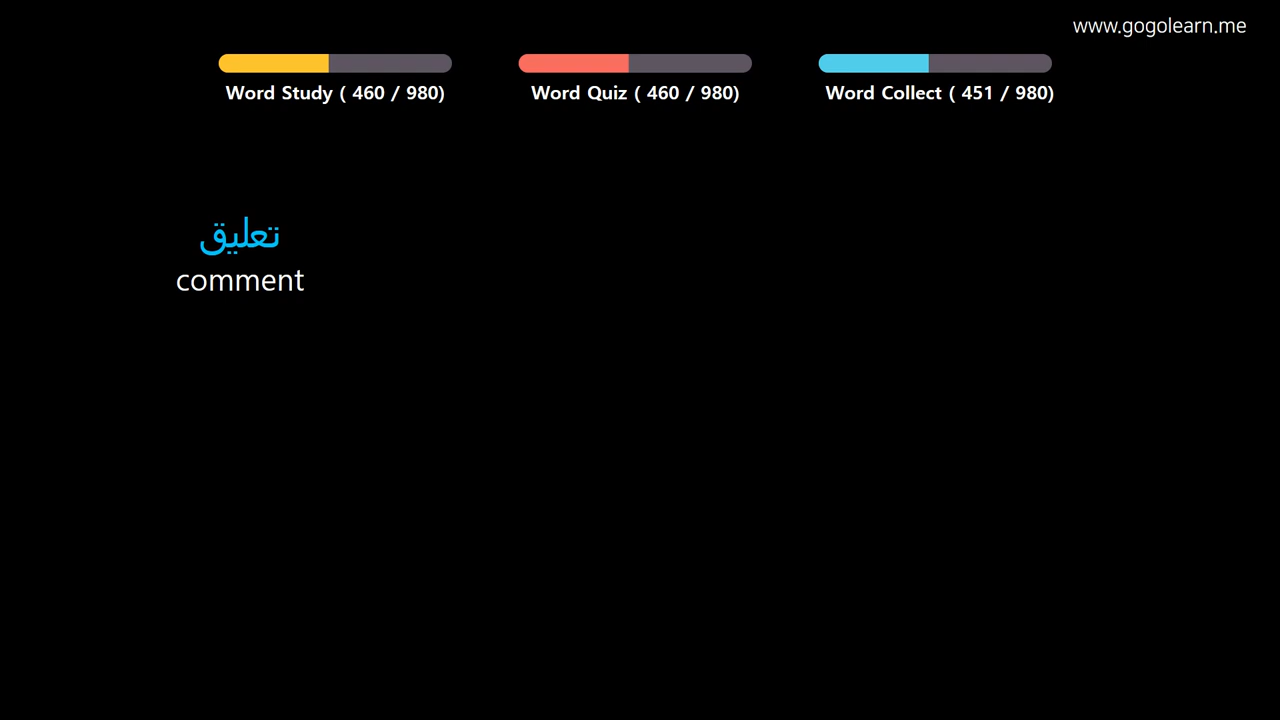 www.gogolearn.me
Word Study ( 460 / 980)
Word Quiz ( 460 / 980)
Word Collect ( 451 / 980)
تعليق
comment